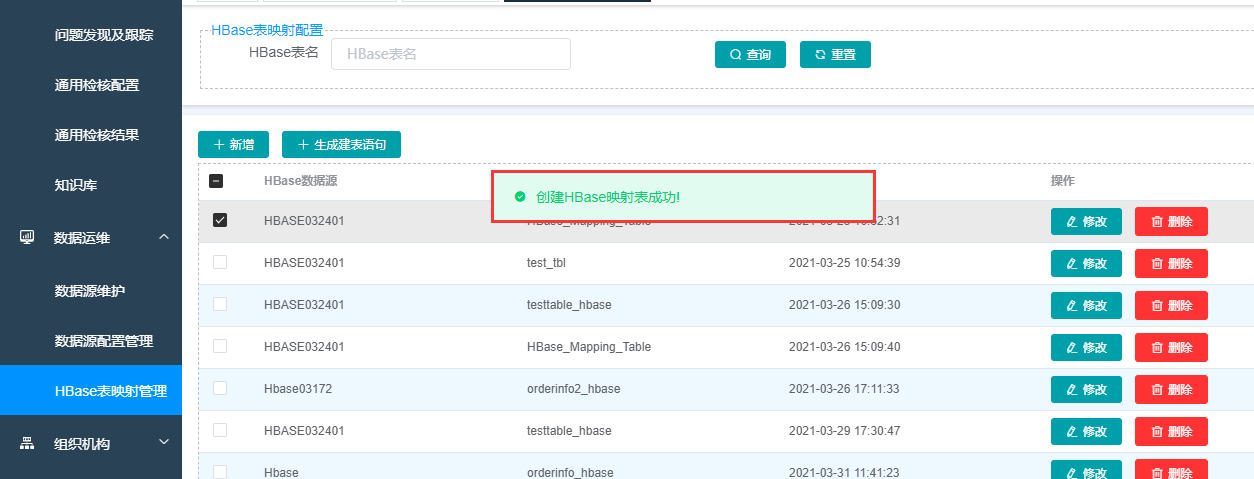 问题发现及跟踪
通用检核配置
通用检核结果
知识库
数据运维
数据源维护
数据源配置管理
HBase表映射管理
组织机构
HBase表映射配置
HBase表名
HBase表名
查询
重置
新增
生成建表语句
HBase数据源
操作
创建HBase映射表成功!
HBASE032401 HBase_Mapping_Table 修改 删除
HBASE032401 test_tbl 2021-03-25 10:54:39 修改 删除
HBASE032401 testtable_hbase 2021-03-26 15:09:30 修改 删除
HBASE032401 HBase_Mapping_Table 2021-03-26 15:09:40 修改 删除
Hbase03172 orderinfo2_hbase 2021-03-26 17:11:33 修改 删除
HBASE032401 testtable_hbase 2021-03-29 17:30:47 修改 删除
Hbase orderinfo_hbase 2021-03-31 11:41:23 修改 删除